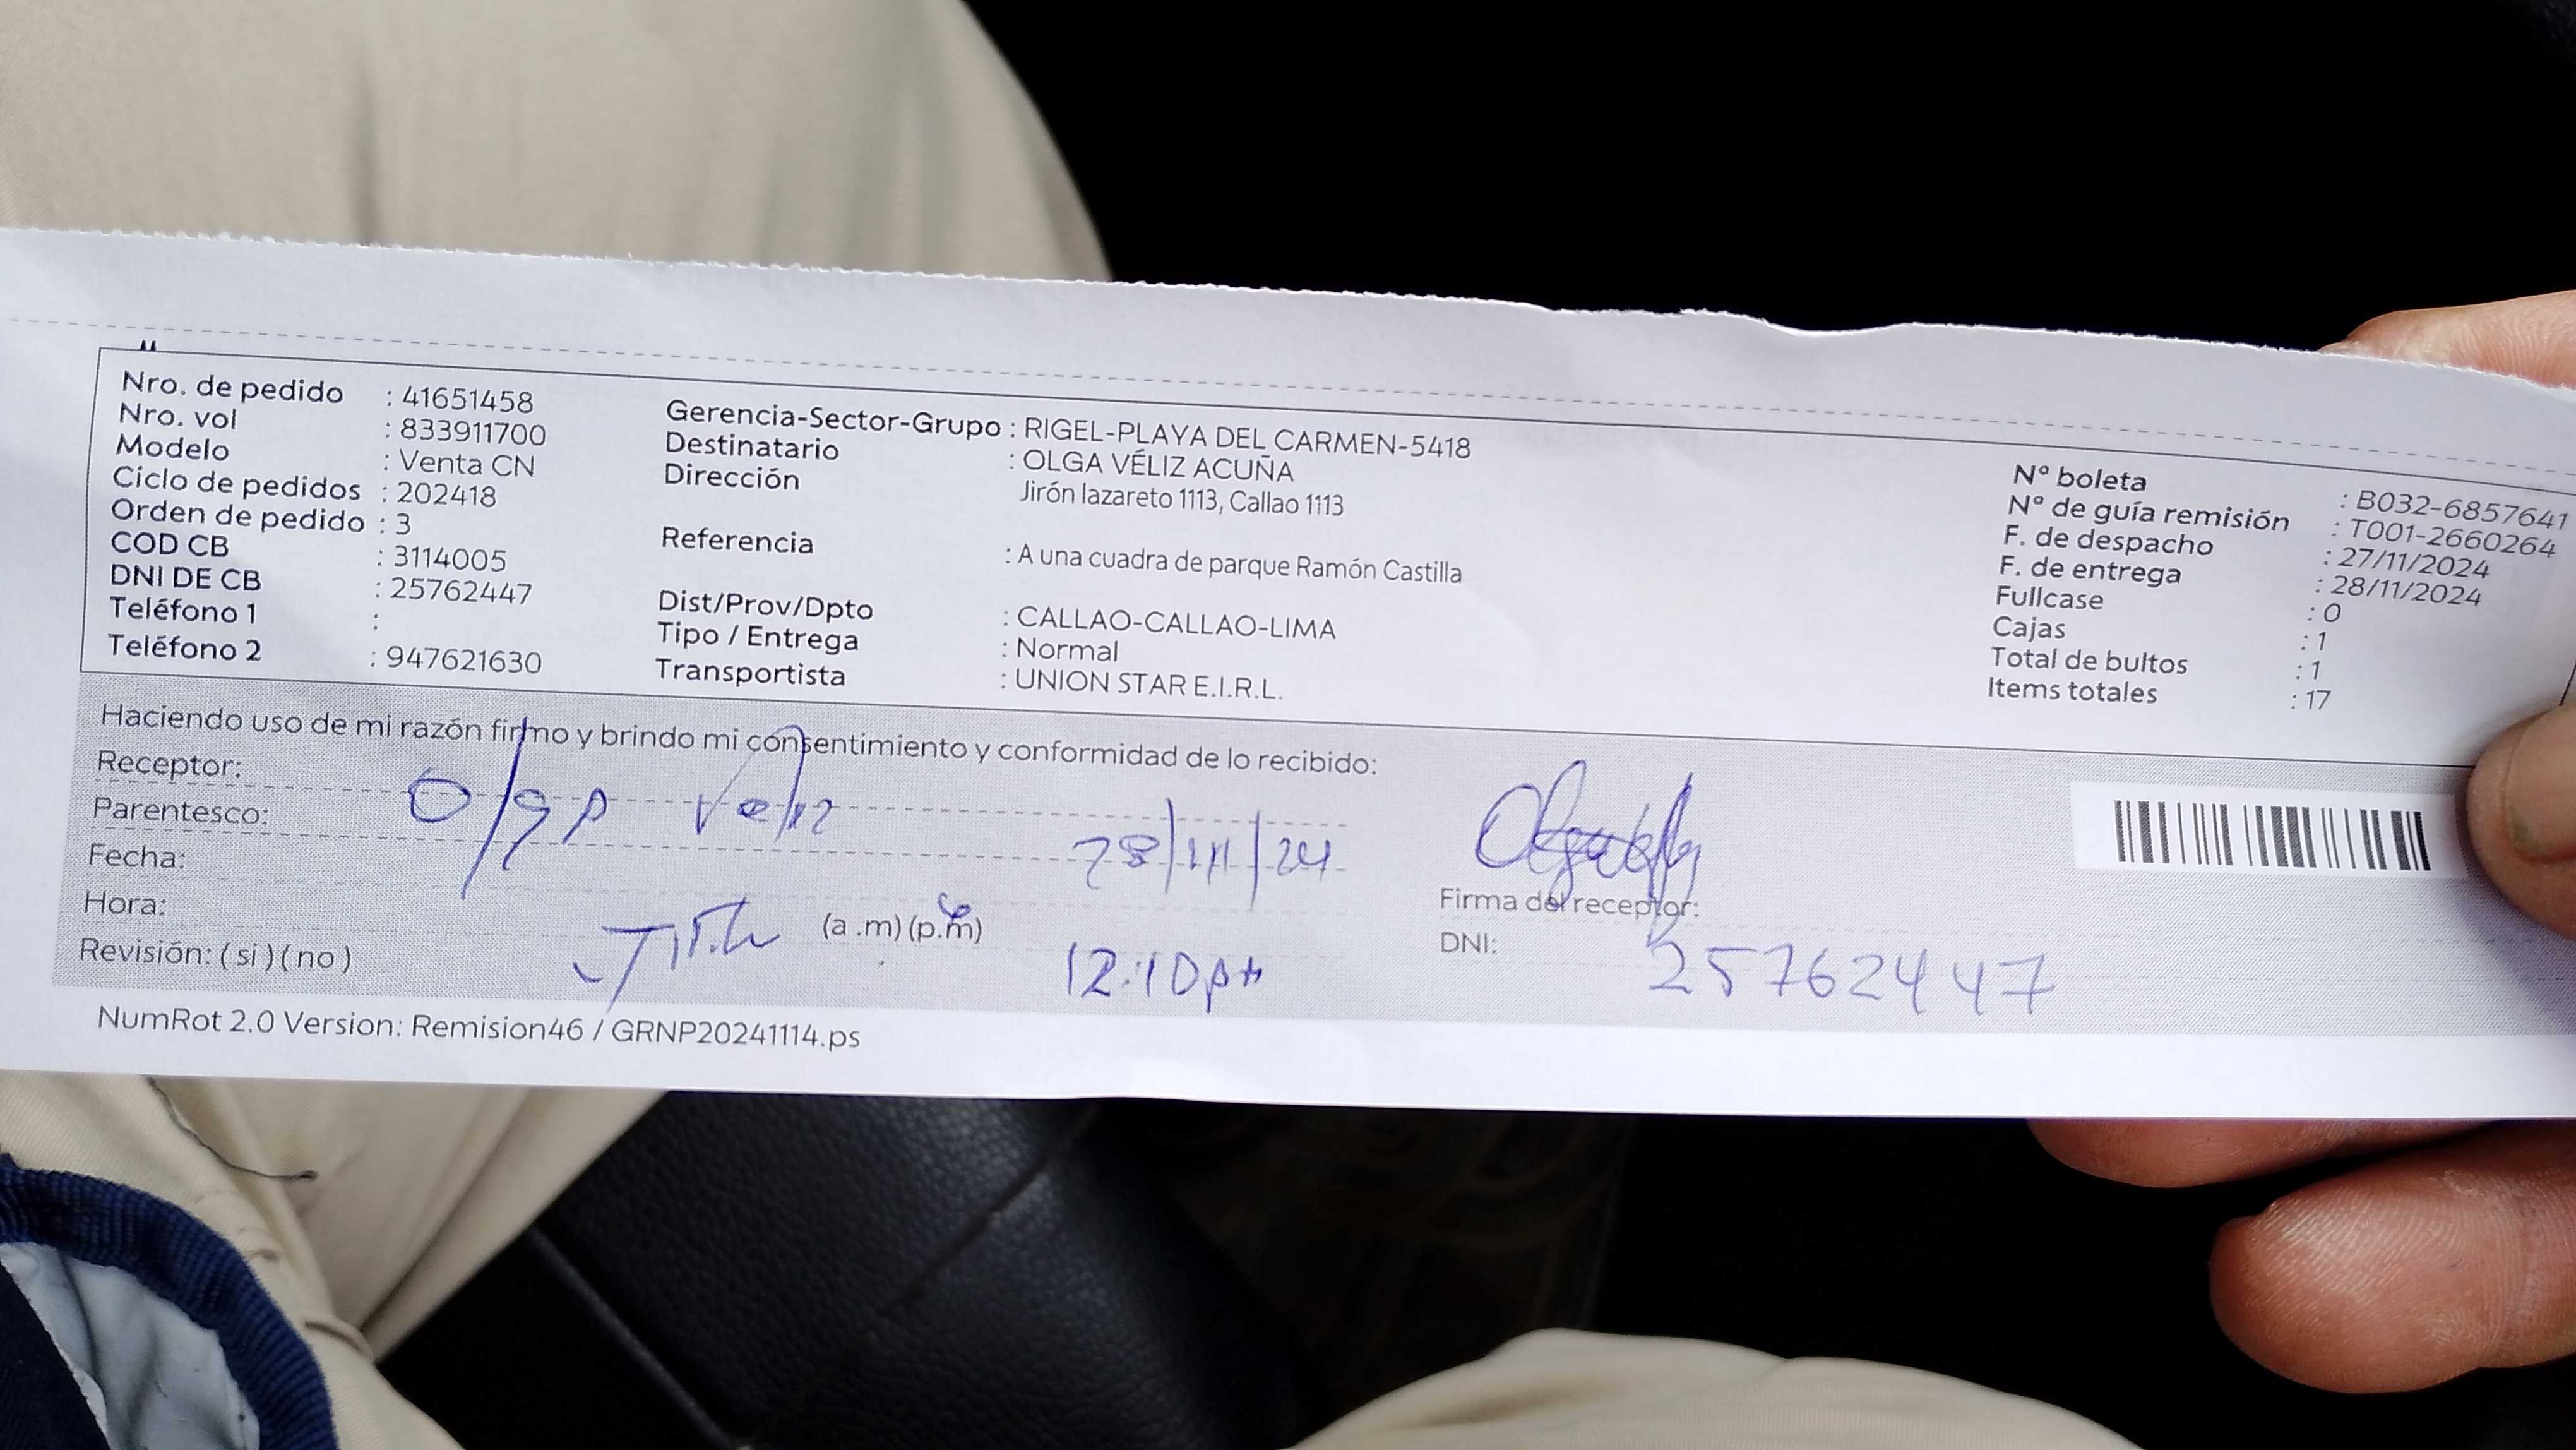 Nro. de pedido : 41651458
Nro. vol : 833911700
Modelo : Venta CN
Ciclo de pedidos : 202418
Orden de pedido : 3
COD CB : 3114005
DNI DE CB : 25762447
Teléfono 1 :
Teléfono 2 : 947621630
Gerencia-Sector-Grupo : RIGEL-PLAYA DEL CARMEN-5418
Destinatario : OLGA VÉLIZ ACUÑA
Dirección Jirón lazareto 1113, Callao 1113
Referencia : A una cuadra de parque Ramón Castilla
Dist/Prov/Dpto : CALLAO-CALLAO-LIMA
Tipo / Entrega : Normal
Transportista : UNION STAR E.I.R.L.
Nº boleta : B032-6857641
Nº de guía remisión : T001-2660264
F. de despacho : 27/11/2024
F. de entrega : 28/11/2024
Fullcase : 0
Cajas : 1
Total de bultos : 1
Items totales : 17
Haciendo uso de mi razón firmo y brindo mi consentimiento y conformidad de lo recibido:
Receptor: Olga Veliz
Parentesco:
Fecha: 28/11/24
Hora: (a .m) (p.m) 12:10 pm
Revisión: ( si ) ( no )
Firma del receptor:
DNI: 25762447
NumRot 2.0 Version: Remision46 / GRNP20241114.ps